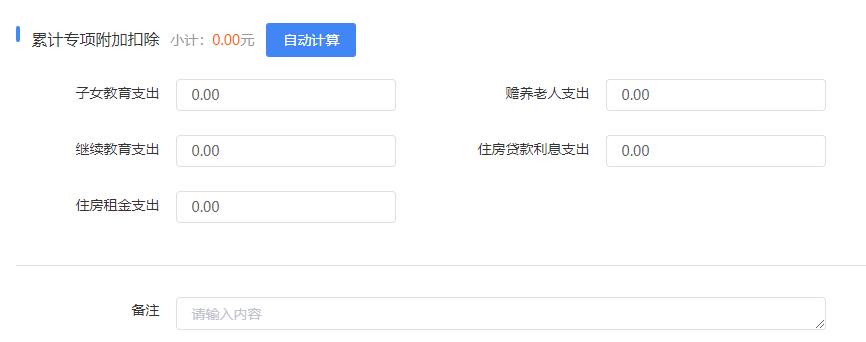 累计专项附加扣除 小计：0.00元 自动计算
子女教育支出 0.00 赡养老人支出 0.00
继续教育支出 0.00 住房贷款利息支出 0.00
住房租金支出 0.00
备注 请输入内容